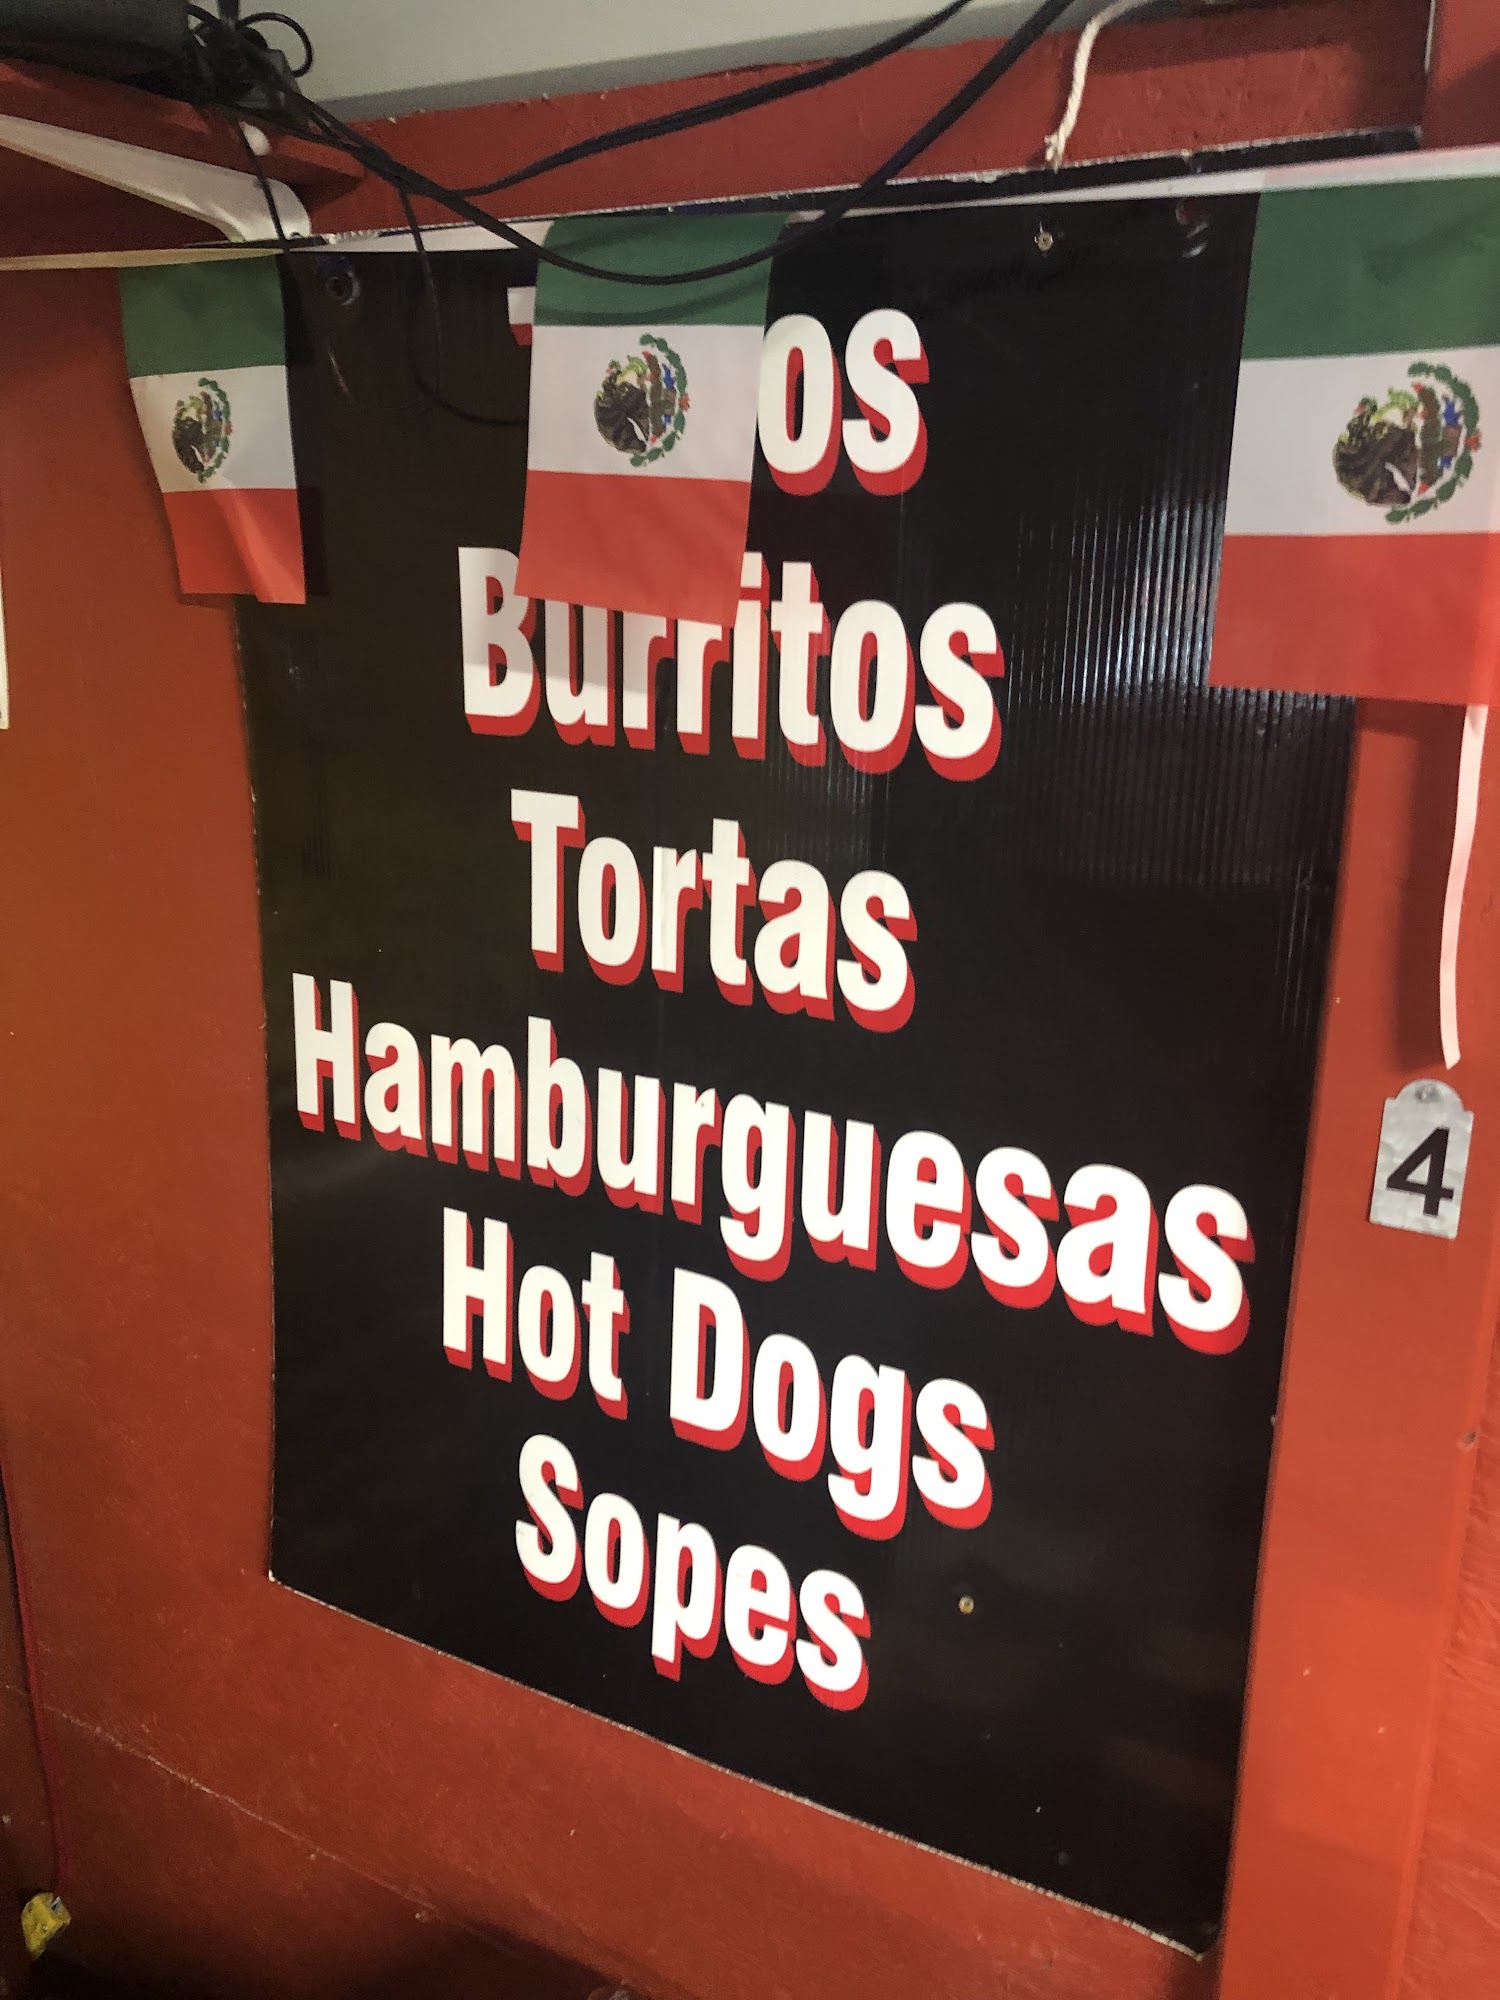 Burritos
Tortas
Hamburguesas
Hot Dogs
Sopes
4